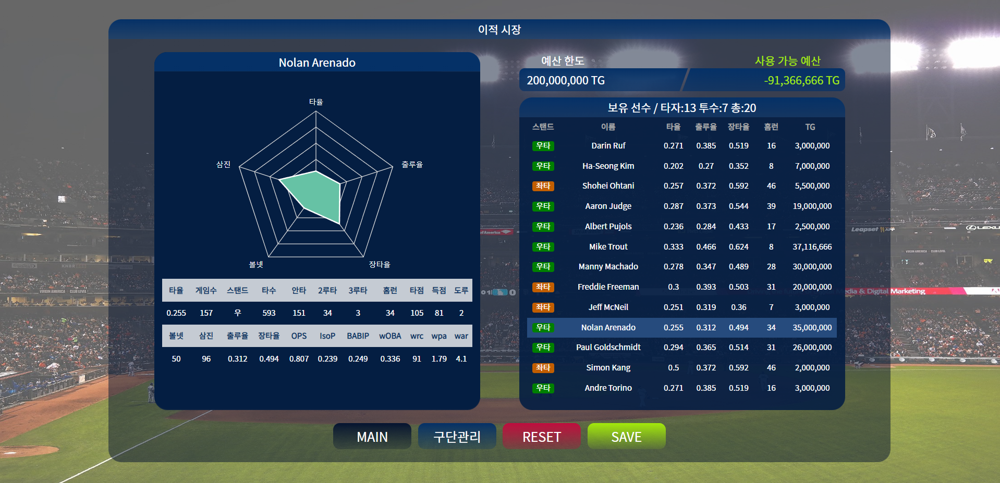 이적 시장
Nolan Arenado
타율
출루율
장타율
볼넷
삼진
타율 게임수 스탠드 타수 안타 2루타 3루타 홈런 타점 득점 도루
0.255 157 우 593 151 34 3 34 105 81 2
볼넷 삼진 출루율 장타율 OPS IsoP BABIP wOBA wrc wpa war
50 96 0.312 0.494 0.807 0.239 0.249 0.336 91 1.79 4.1
예산 한도 사용 가능 예산
200,000,000 TG -91,366,666 TG
보유 선수 / 타자:13 투수:7 총:20
스탠드 이름 타율 출루율 장타율 홈런 TG
우타 Darin Ruf 0.271 0.385 0.519 16 3,000,000
우타 Ha-Seong Kim 0.202 0.27 0.352 8 7,000,000
좌타 Shohei Ohtani 0.257 0.372 0.592 46 5,500,000
우타 Aaron Judge 0.287 0.373 0.544 39 19,000,000
우타 Albert Pujols 0.236 0.284 0.433 17 2,500,000
우타 Mike Trout 0.333 0.466 0.624 8 37,116,666
우타 Manny Machado 0.278 0.347 0.489 28 30,000,000
좌타 Freddie Freeman 0.3 0.393 0.503 31 20,000,000
좌타 Jeff McNeil 0.251 0.319 0.36 7 3,000,000
우타 Nolan Arenado 0.255 0.312 0.494 34 35,000,000
우타 Paul Goldschmidt 0.294 0.365 0.514 31 26,000,000
좌타 Simon Kang 0.5 0.372 0.592 46 2,000,000
우타 Andre Torino 0.271 0.385 0.519 16 3,000,000
MAIN 구단관리 RESET SAVE
Leapset
LEXU
VIRGIN AMERICA CLUB LEVEL
KNBR
VIRGIN AMERICA CLUB LEVEL
of America
Media & Digital Marketing